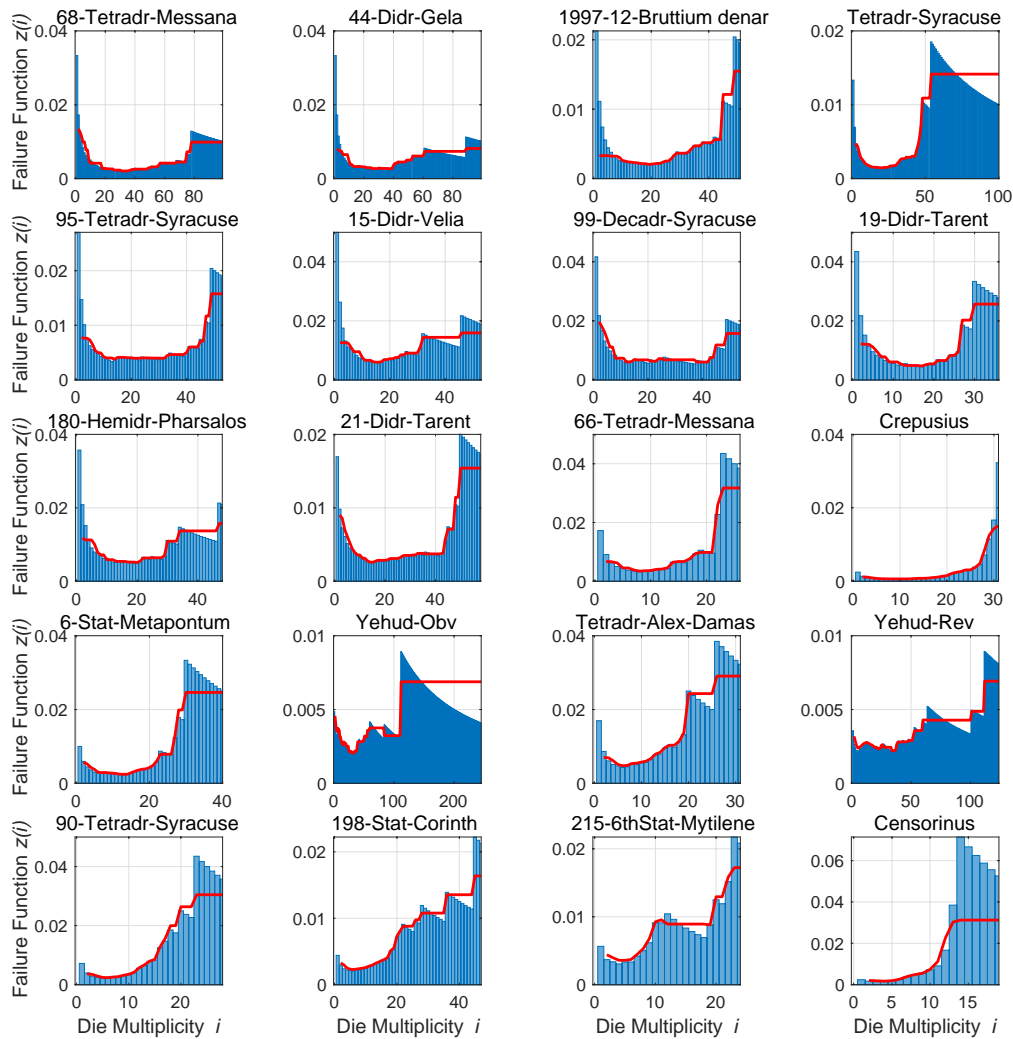 68-Tetradr-Messana 44-Didr-Gela 1997-12-Bruttium denar Tetradr-Syracuse
Failure Function z(i)
0.04 0.04 0.02 0.02
0.02 0.02 0.01 0.01
0 0 0 0
0 20 40 60 80 0 20 40 60 80 0 20 40 0 50 100
95-Tetradr-Syracuse 15-Didr-Velia 99-Decadr-Syracuse 19-Didr-Tarent
Failure Function z(i)
0.02 0.04 0.04 0.04
0.01 0.02 0.02 0.02
0 0 0 0
0 20 40 0 20 40 0 20 40 0 10 20 30
180-Hemidr-Pharsalos 21-Didr-Tarent 66-Tetradr-Messana Crepusius
Failure Function z(i)
0.04 0.02 0.04 0.04
0.02 0.01 0.02 0.02
0 0 0 0
0 20 40 0 20 40 0 10 20 0 10 20 30
6-Stat-Metapontum Yehud-Obv Tetradr-Alex-Damas Yehud-Rev
Failure Function z(i)
0.04 0.01 0.04 0.01
0.02 0.005 0.02 0.005
0 0 0 0
0 20 40 0 100 200 0 10 20 30 0 50 100
90-Tetradr-Syracuse 198-Stat-Corinth 215-6thStat-Mytilene Censorinus
Failure Function z(i)
0.04 0.02 0.02 0.06
0.02 0.01 0.01 0.04
0.02
0 0 0 0
0 10 20 0 20 40 0 10 20 0 5 10 15
Die Multiplicity i Die Multiplicity i Die Multiplicity i Die Multiplicity i